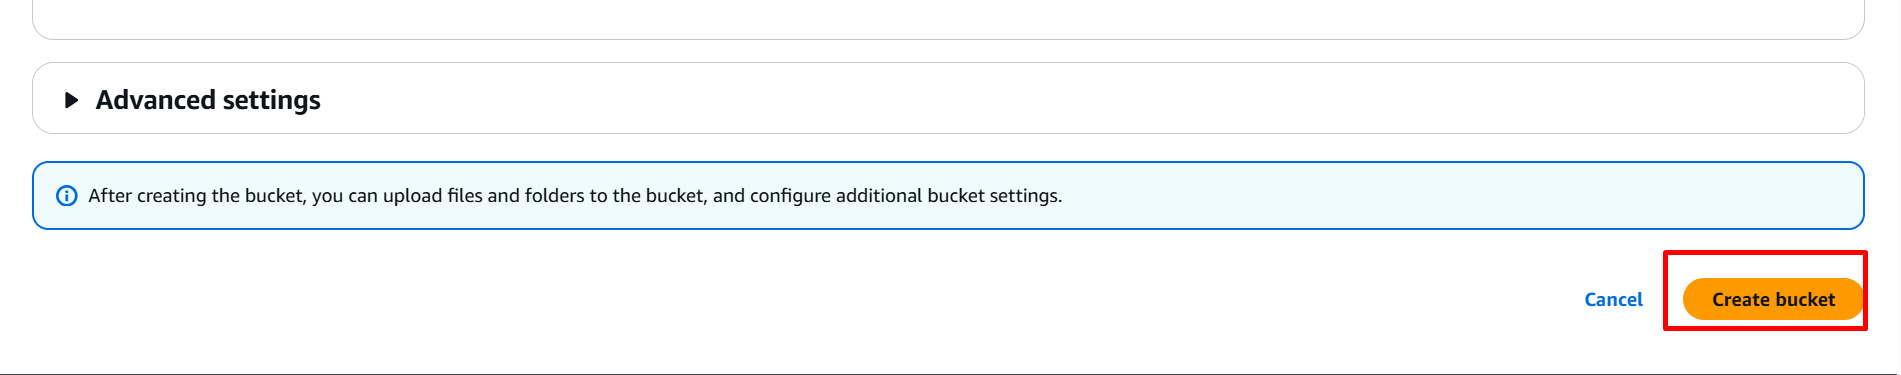 Advanced settings
After creating the bucket, you can upload files and folders to the bucket, and configure additional bucket settings.
Cancel
Create bucket